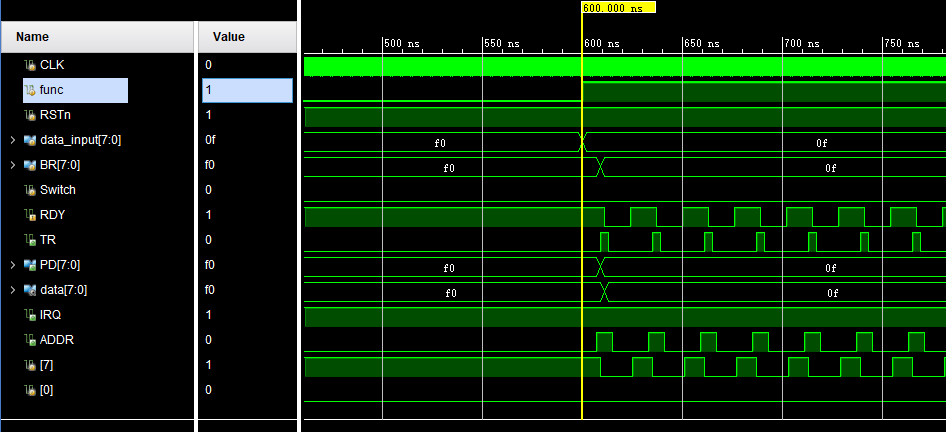 600.000 ns
Name Value
500 ns 550 ns 600 ns 650 ns 700 ns 750 ns
CLK 0
func 1
RSTn 1
data_input[7:0] 0f f0 0f
BR[7:0] f0 f0 0f
Switch 0
RDY 1
TR 0
PD[7:0] f0 f0 0f
data[7:0] f0 f0 0f
IRQ 1
ADDR 0
[7] 1
[0] 0